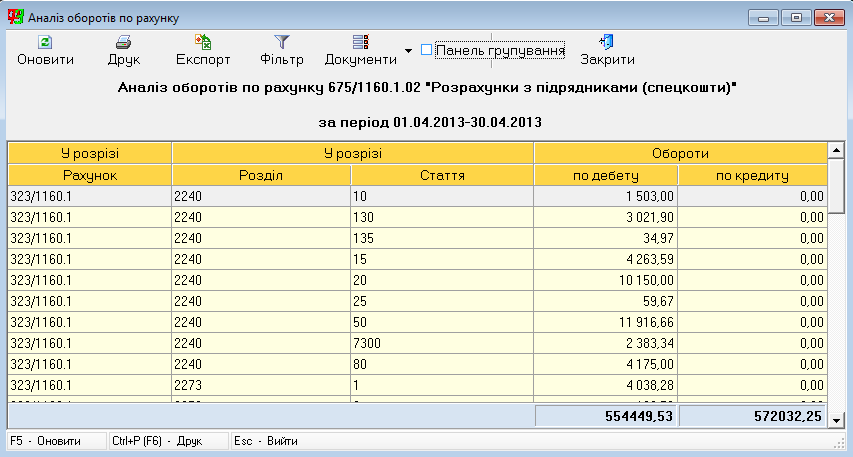 Аналіз оборотів по рахунку
Оновити Друк Експорт Фільтр Документи Панель групування Закрити
Аналіз оборотів по рахунку 675/1160.1.02 "Розрахунки з підрядниками (спецкошти)"
за період 01.04.2013-30.04.2013
У розрізі У розрізі Обороти
Рахунок Розділ Стаття по дебету по кредиту
323/1160.1 2240 10 1 503,00 0,00
323/1160.1 2240 130 3 021,90 0,00
323/1160.1 2240 135 34,97 0,00
323/1160.1 2240 15 4 263,59 0,00
323/1160.1 2240 20 10 150,00 0,00
323/1160.1 2240 25 59,67 0,00
323/1160.1 2240 50 11 916,66 0,00
323/1160.1 2240 7300 2 383,34 0,00
323/1160.1 2240 80 4 175,00 0,00
323/1160.1 2273 1 4 038,28 0,00
554449,53 572032,25
F5 - Оновити Ctrl+P (F6) - Друк Esc - Вийти